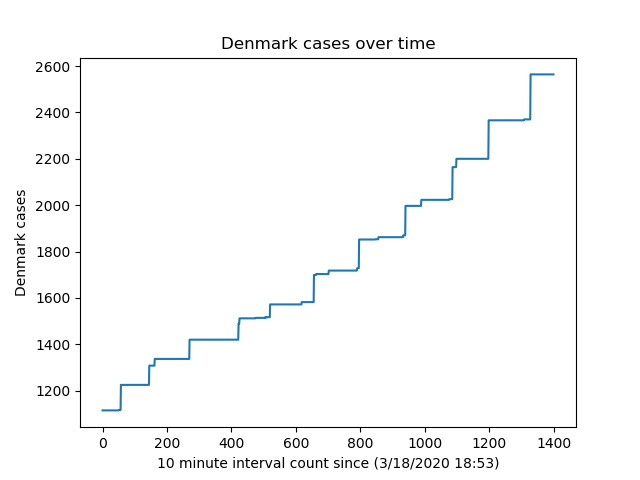 Denmark cases over time
2600
2400
2200
2000
1800
1600
1400
1200
Denmark cases
0 200 400 600 800 1000 1200 1400
10 minute interval count since (3/18/2020 18:53)